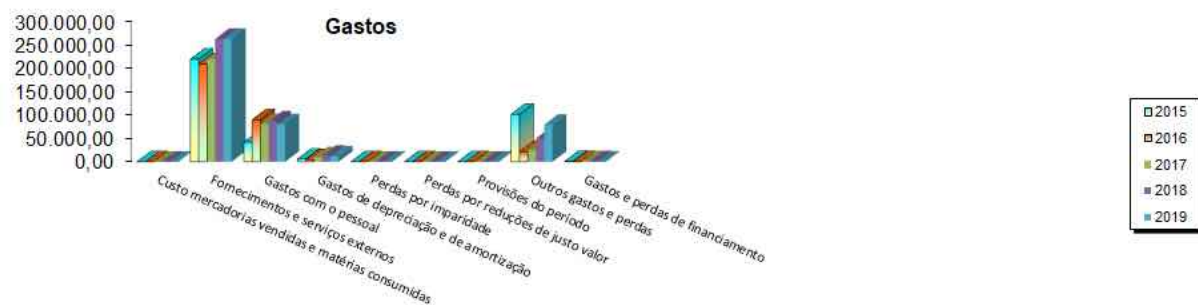 Gastos
300.000,00
250.000,00
200.000,00
150.000,00
100.000,00
50.000,00
0,00
Custo mercadorias vendidas e matérias consumidas
Fornecimentos e serviços externos
Gastos com o pessoal
Gastos de depreciação e de amortização
Perdas por imparidade
Perdas por reduções de justo valor
Provisões do período
Outros gastos e perdas
Gastos e perdas de financiamento
2015
2016
2017
2018
2019